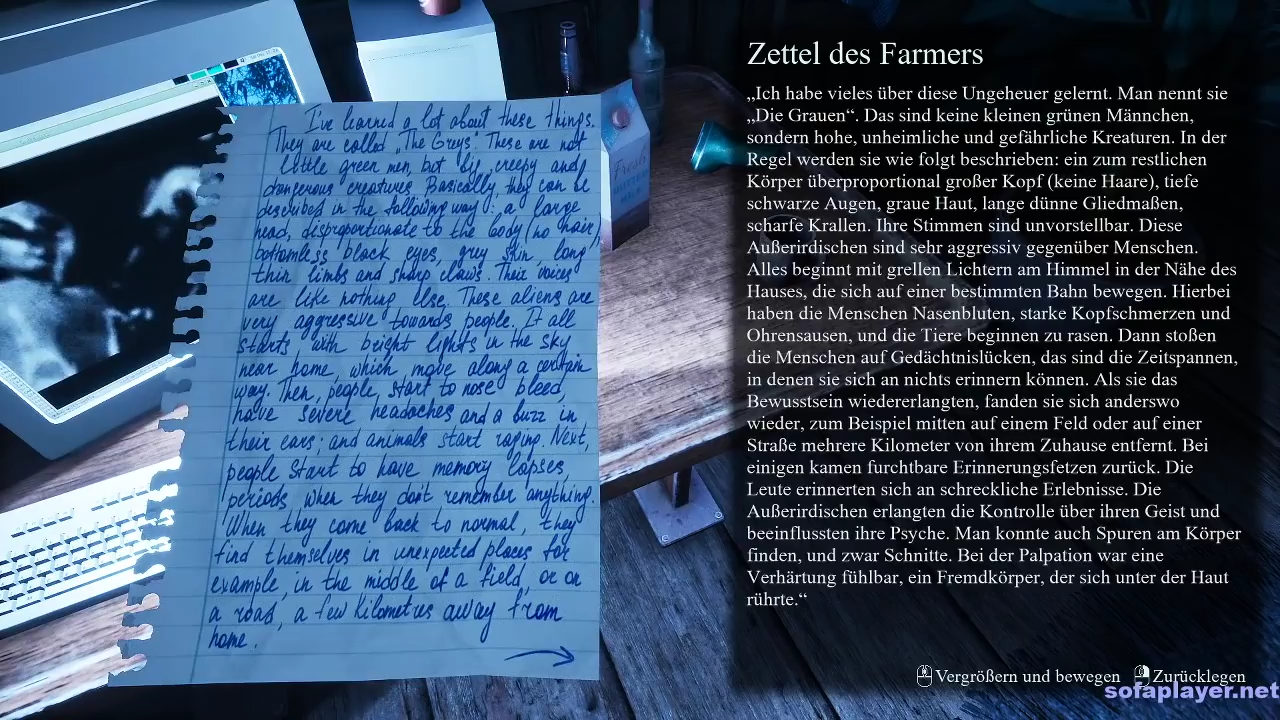 I've learned a lot about these things.
They are called „The Greys". These are not
little green men, but big, creepy and
dangerous creatures. Basically they can be
described in the following way: a large
head, disproportionate to the body (no hair),
bottomless black eyes, grey skin, long
thin limbs and sharp claws. Their voices
are like nothing else. These aliens are
very aggressive towards people. It all
starts with bright lights in the sky
near home, which move along a certain
way. Then, people start to nose bleed,
have severe headaches and a buzz in
their ears, and animals start raging. Next,
people start to have memory lapses,
periods when they don't remember anything.
When they come back to normal, they
find themselves in unexpected places for
example, in the middle of a field, or on
a road, a few kilometres away from
home.
Fresh
Zettel des Farmers
„Ich habe vieles über diese Ungeheuer gelernt. Man nennt sie
„Die Grauen“. Das sind keine kleinen grünen Männchen,
sondern hohe, unheimliche und gefährliche Kreaturen. In der
Regel werden sie wie folgt beschrieben: ein zum restlichen
Körper überproportional großer Kopf (keine Haare), tiefe
schwarze Augen, graue Haut, lange dünne Gliedmaßen,
scharfe Krallen. Ihre Stimmen sind unvorstellbar. Diese
Außerirdischen sind sehr aggressiv gegenüber Menschen.
Alles beginnt mit grellen Lichtern am Himmel in der Nähe des
Hauses, die sich auf einer bestimmten Bahn bewegen. Hierbei
haben die Menschen Nasenbluten, starke Kopfschmerzen und
Ohrensausen, und die Tiere beginnen zu rasen. Dann stoßen
die Menschen auf Gedächtnislücken, das sind die Zeitspannen,
in denen sie sich an nichts erinnern können. Als sie das
Bewusstsein wiedererlangten, fanden sie sich anderswo
wieder, zum Beispiel mitten auf einem Feld oder auf einer
Straße mehrere Kilometer von ihrem Zuhause entfernt. Bei
einigen kamen furchtbare Erinnerungsfetzen zurück. Die
Leute erinnerten sich an schreckliche Erlebnisse. Die
Außerirdischen erlangten die Kontrolle über ihren Geist und
beeinflussten ihre Psyche. Man konnte auch Spuren am Körper
finden, und zwar Schnitte. Bei der Palpation war eine
Verhärtung fühlbar, ein Fremdkörper, der sich unter der Haut
rührte.“
Vergrößern und bewegen Zurücklegen
sofaplayer.net